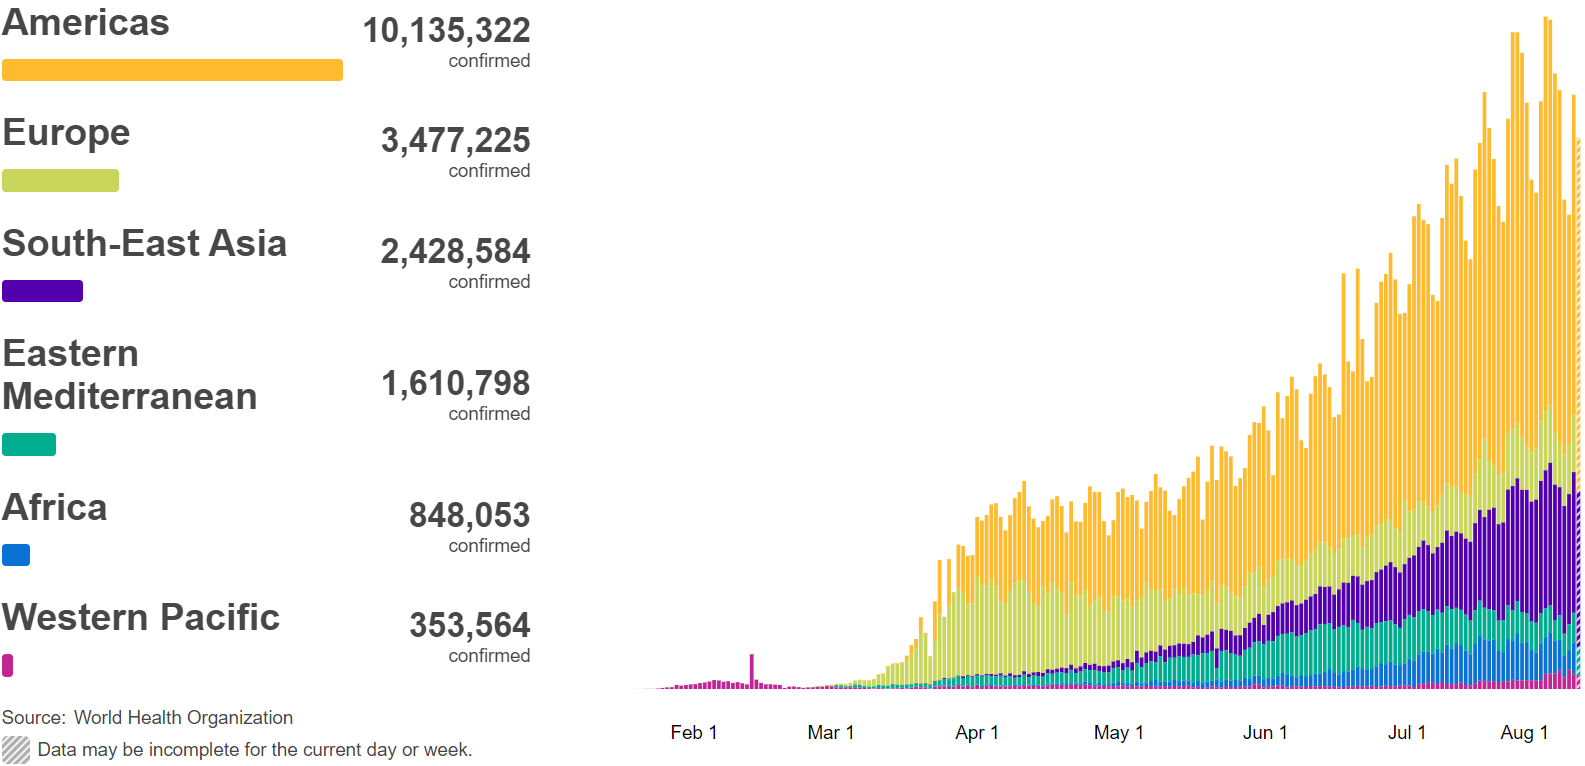 Americas
10,135,322
confirmed
Europe
3,477,225
confirmed
South-East Asia
2,428,584
confirmed
Eastern
Mediterranean
1,610,798
confirmed
Africa
848,053
confirmed
Western Pacific
353,564
confirmed
Source: World Health Organization
Data may be incomplete for the current day or week.
Feb 1 Mar 1 Apr 1 May 1 Jun 1 Jul 1 Aug 1